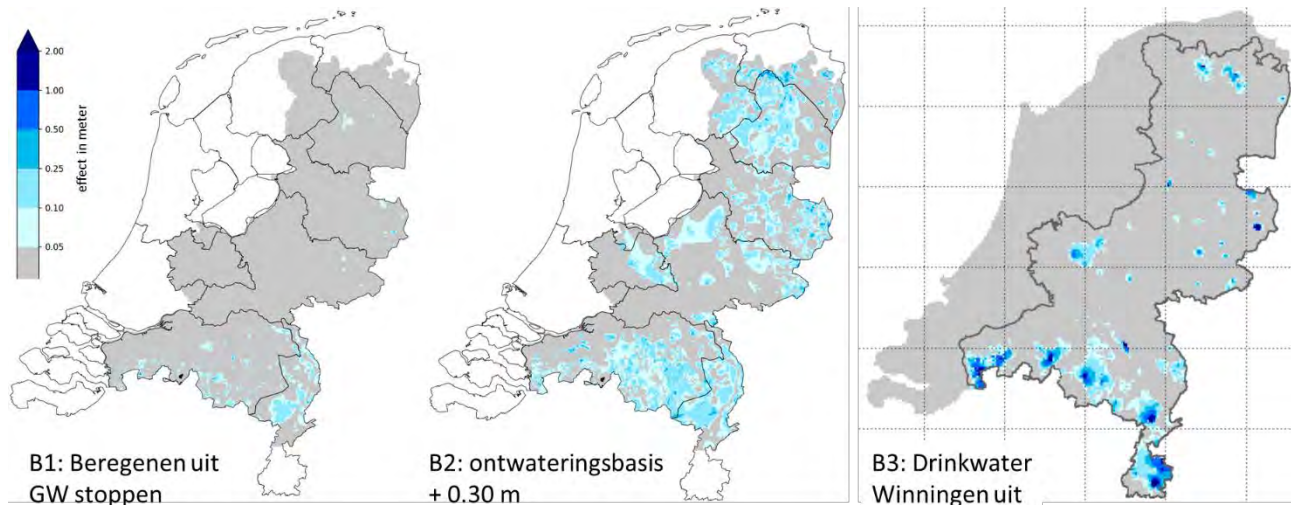 2.00
1.00
0.50
0.25
0.10
0.05
effect in meter
B1: Beregenen uit
GW stoppen
B2: ontwateringsbasis
+ 0.30 m
B3: Drinkwater
Winningen uit